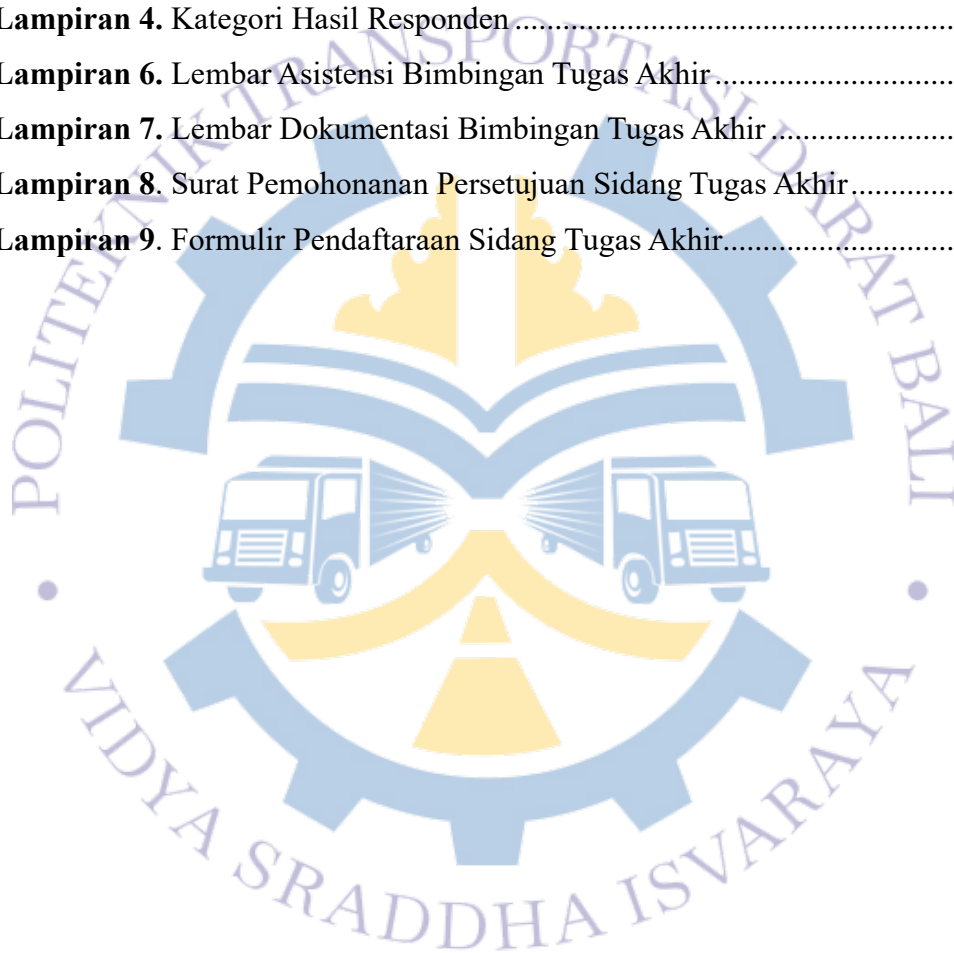 Lampiran 4. Kategori Hasil Responden................................................
Lampiran 6. Lembar Asistensi Bimbingan Tugas Akhir..........................
Lampiran 7. Lembar Dokumentasi Bimbingan Tugas Akhir...................
Lampiran 8. Surat Pemohonanan Persetujuan Sidang Tugas Akhir.............
Lampiran 9. Formulir Pendaftaraan Sidang Tugas Akhir.........................
POLITEKNIK TRANSPORTASI DARAT BALI
• VIDYA SRADDHA ISVARAYA •